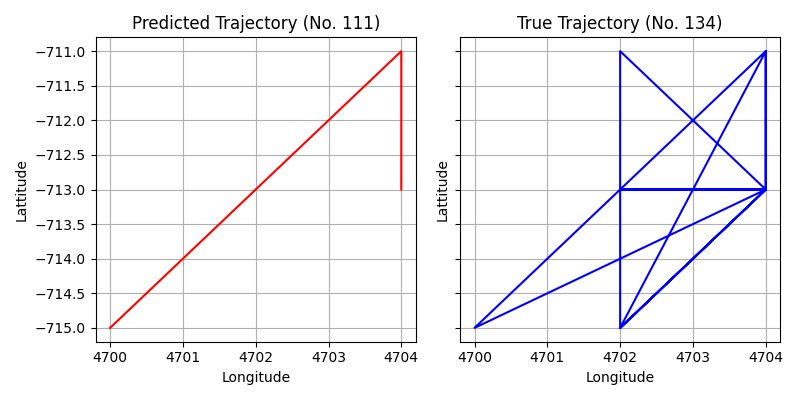 Predicted Trajectory (No. 111)
True Trajectory (No. 134)
−711.0
−711.5
−712.0
−712.5
−713.0
−713.5
−714.0
−714.5
−715.0
Lattitude
Lattitude
4700 4701 4702 4703 4704
4700 4701 4702 4703 4704
Longitude
Longitude